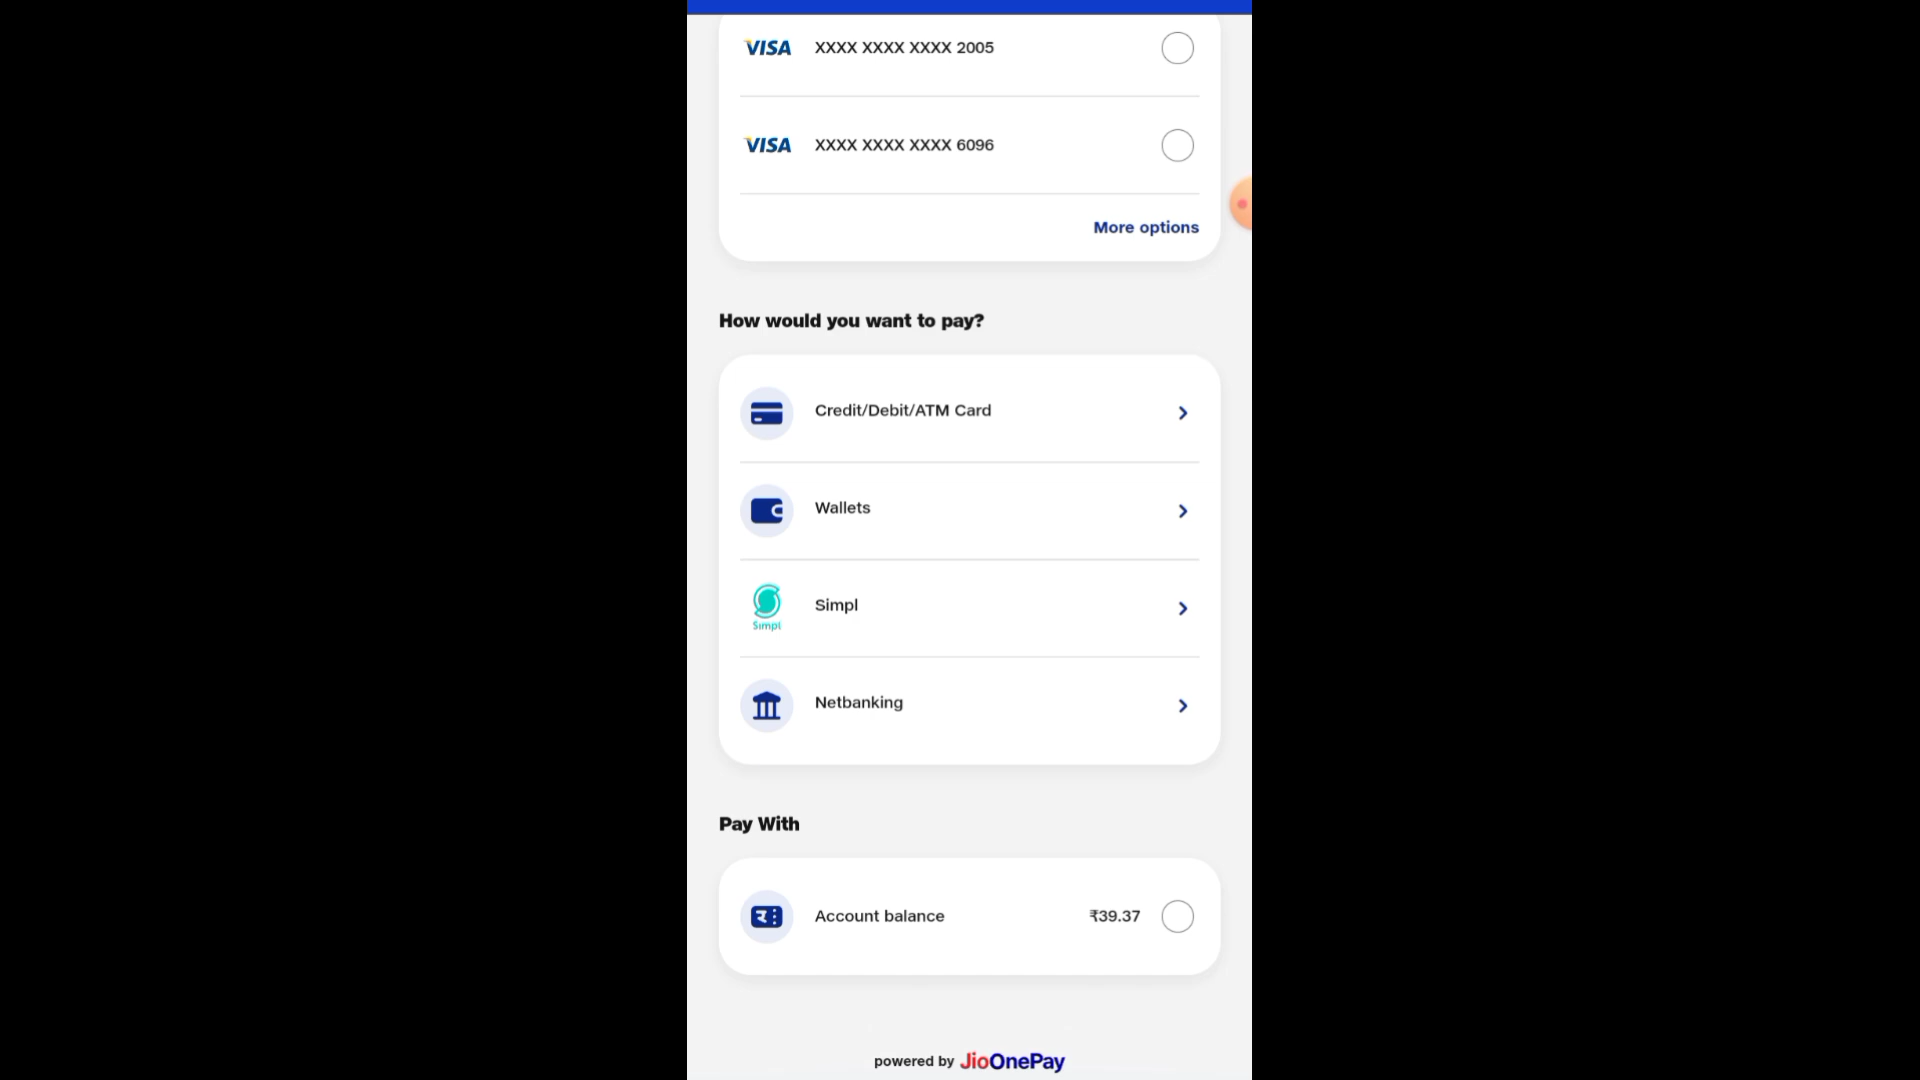 VISA XXXX XXXX XXXX 2005
VISA XXXX XXXX XXXX 6096
More options
How would you want to pay?
Credit/Debit/ATM Card
Wallets
Simpl Simpl
Netbanking
Pay With
Account balance ₹39.37
powered by JioOnePay